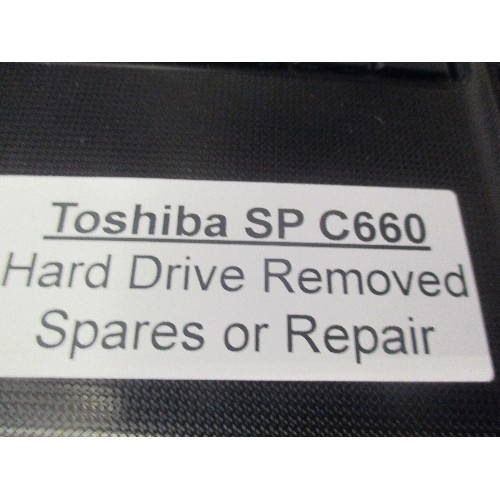 Toshiba SP C660
Hard Drive Removed
Spares or Repair